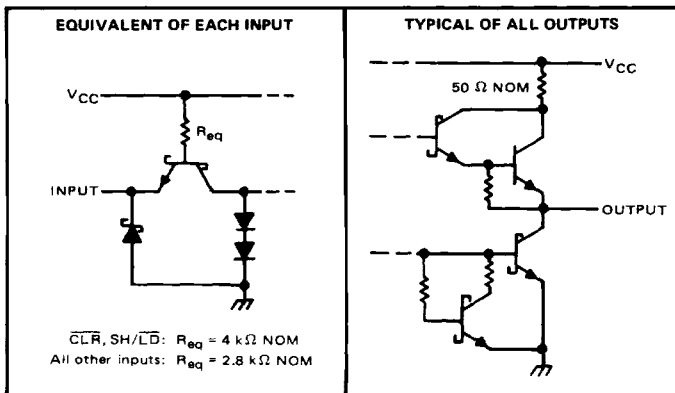 EQUIVALENT OF EACH INPUT
VCC
Req
INPUT
CLR, SH/LD: Req = 4 kΩ NOM
All other inputs: Req = 2.8 kΩ NOM
TYPICAL OF ALL OUTPUTS
VCC
50 Ω NOM
OUTPUT